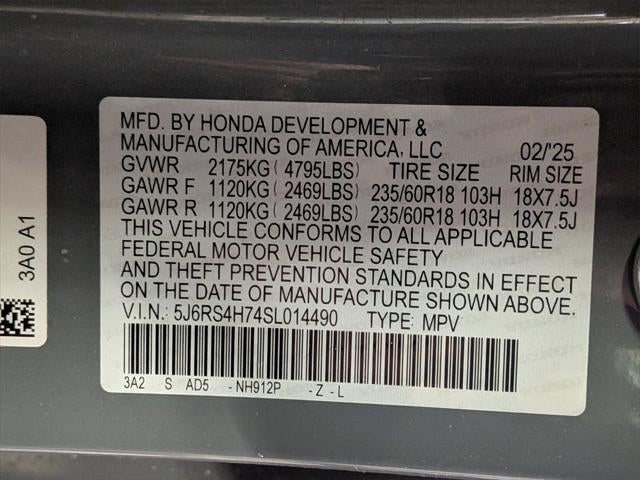 MFD. BY HONDA DEVELOPMENT &
MANUFACTURING OF AMERICA, LLC 02/'25
GVWR 2175KG ( 4795LBS ) TIRE SIZE RIM SIZE
GAWR F 1120KG ( 2469LBS ) 235/60R18 103H 18X7.5J
GAWR R 1120KG ( 2469LBS ) 235/60R18 103H 18X7.5J
THIS VEHICLE CONFORMS TO ALL APPLICABLE
FEDERAL MOTOR VEHICLE SAFETY
AND THEFT PREVENTION STANDARDS IN EFFECT
ON THE DATE OF MANUFACTURE SHOWN ABOVE.
V.I.N.: 5J6RS4H74SL014490 TYPE: MPV
3A2 S AD5 -NH912P -Z-L
3A0 A1